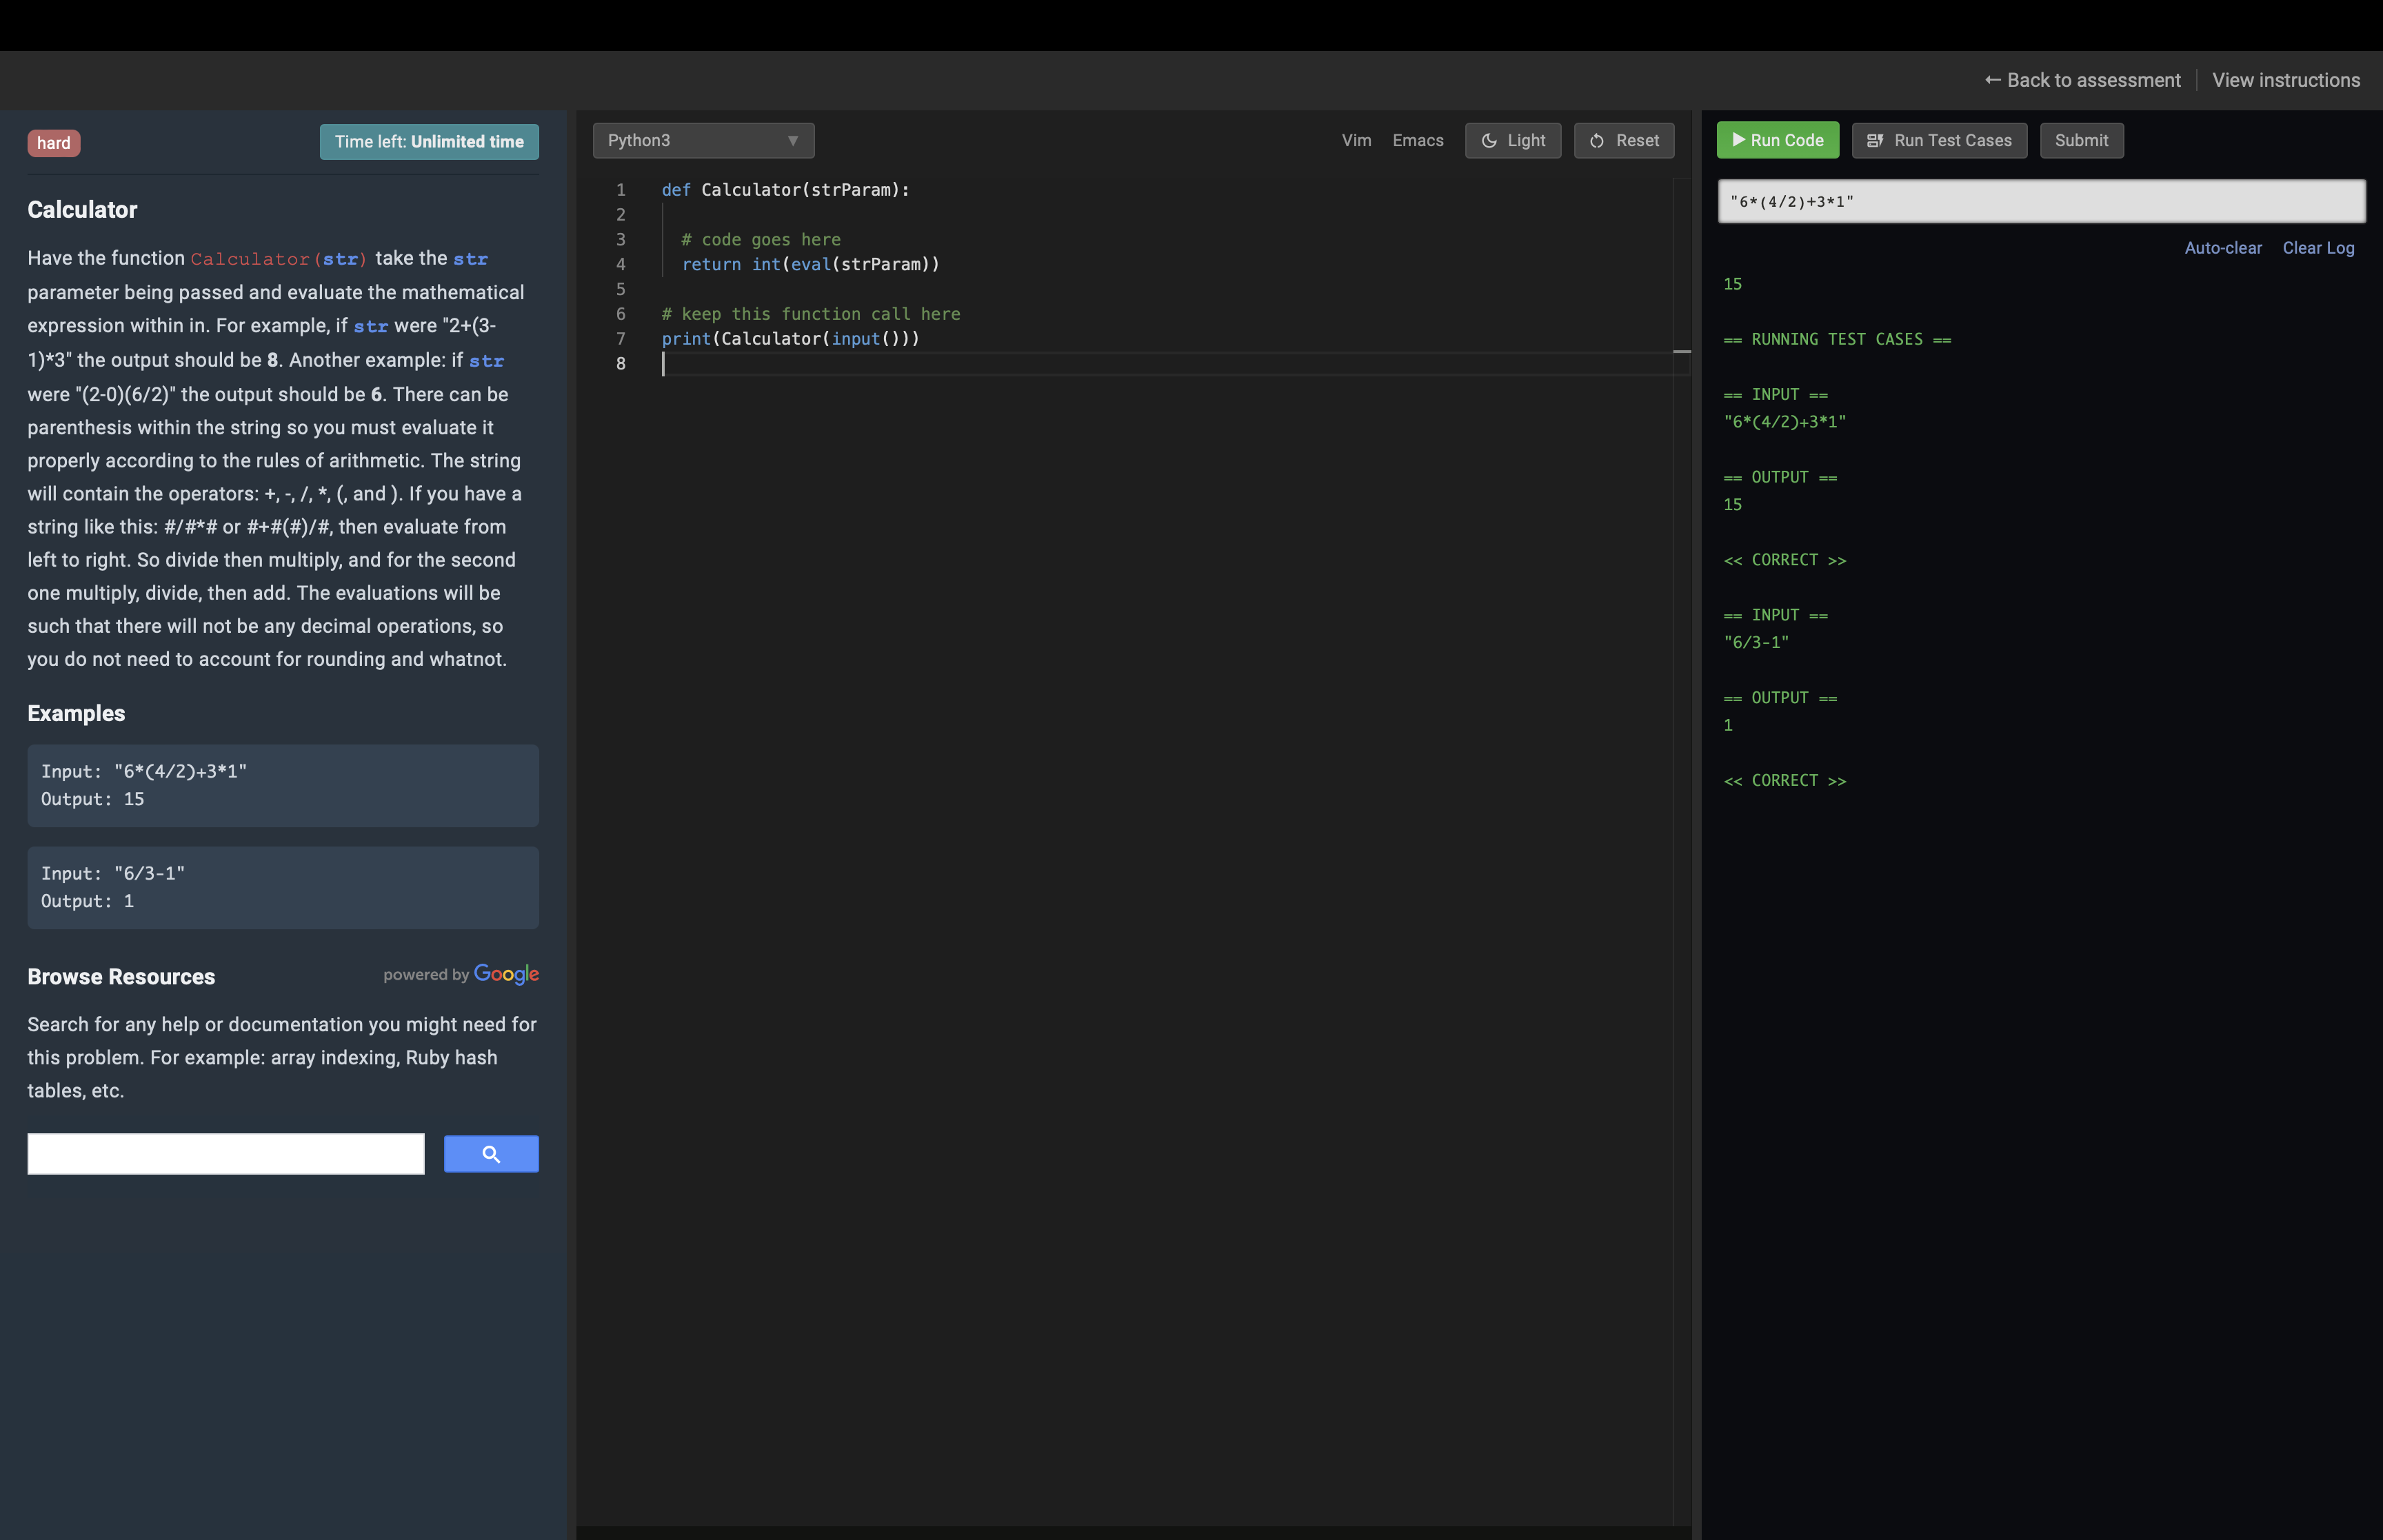 ← Back to assessment
View instructions
hard
Time left: Unlimited time
Calculator
Have the function Calculator(str) take the str
parameter being passed and evaluate the mathematical
expression within in. For example, if str were "2+(3-
1)*3" the output should be 8. Another example: if str
were "(2-0)(6/2)" the output should be 6. There can be
parenthesis within the string so you must evaluate it
properly according to the rules of arithmetic. The string
will contain the operators: +, -, /, *, (, and ). If you have a
string like this: #/#*# or #+#(#)/#, then evaluate from
left to right. So divide then multiply, and for the second
one multiply, divide, then add. The evaluations will be
such that there will not be any decimal operations, so
you do not need to account for rounding and whatnot.
Examples
Input: "6*(4/2)+3*1"
Output: 15
Input: "6/3-1"
Output: 1
Browse Resources
powered by Google
Search for any help or documentation you might need for
this problem. For example: array indexing, Ruby hash
tables, etc.
Python3
Vim
Emacs
Light
Reset
1 def Calculator(strParam):
2
3 # code goes here
4 return int(eval(strParam))
5
6 # keep this function call here
7 print(Calculator(input()))
8
Run Code
Run Test Cases
Submit
"6*(4/2)+3*1"
Auto-clear
Clear Log
15
== RUNNING TEST CASES ==
== INPUT ==
"6*(4/2)+3*1"
== OUTPUT ==
15
<< CORRECT >>
== INPUT ==
"6/3-1"
== OUTPUT ==
1
<< CORRECT >>